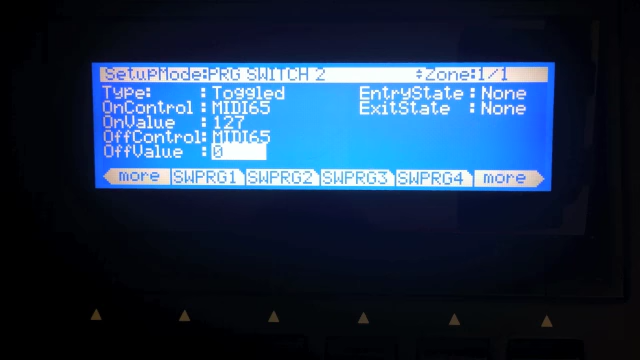 SetupMode:PRG SWITCH 2 Zone:1/1
Type: : Toggled EntryState : None
OnControl : MIDI65 ExitState : None
OnValue : 127
OffControl: MIDI65
OffValue : 0
more SWPRG1 SWPRG2 SWPRG3 SWPRG4 more